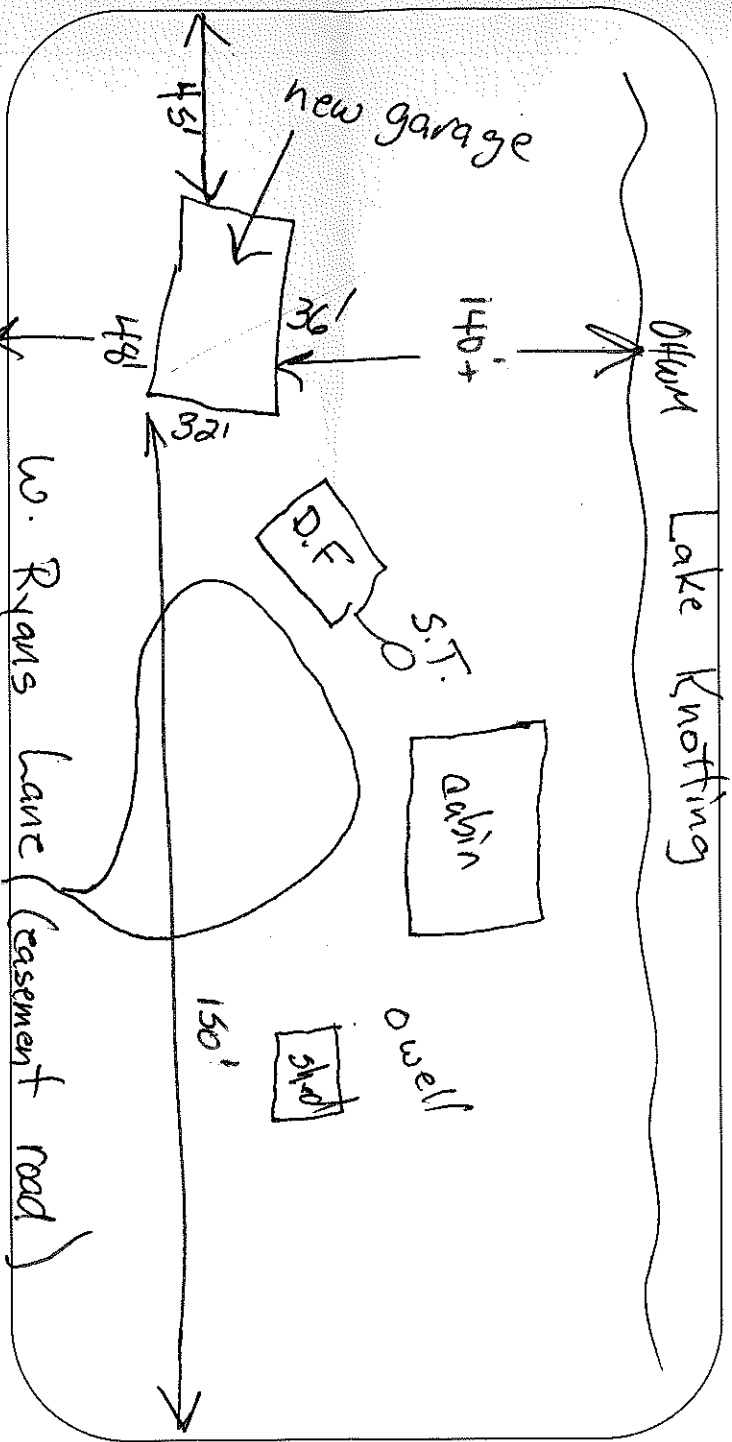 Lake Knotting
OHWM
140+
new garage
45'
36'
32'
48'
D.F
S.T.
cabin
o well
shed
150'
W. Ryans Lane (easement road)